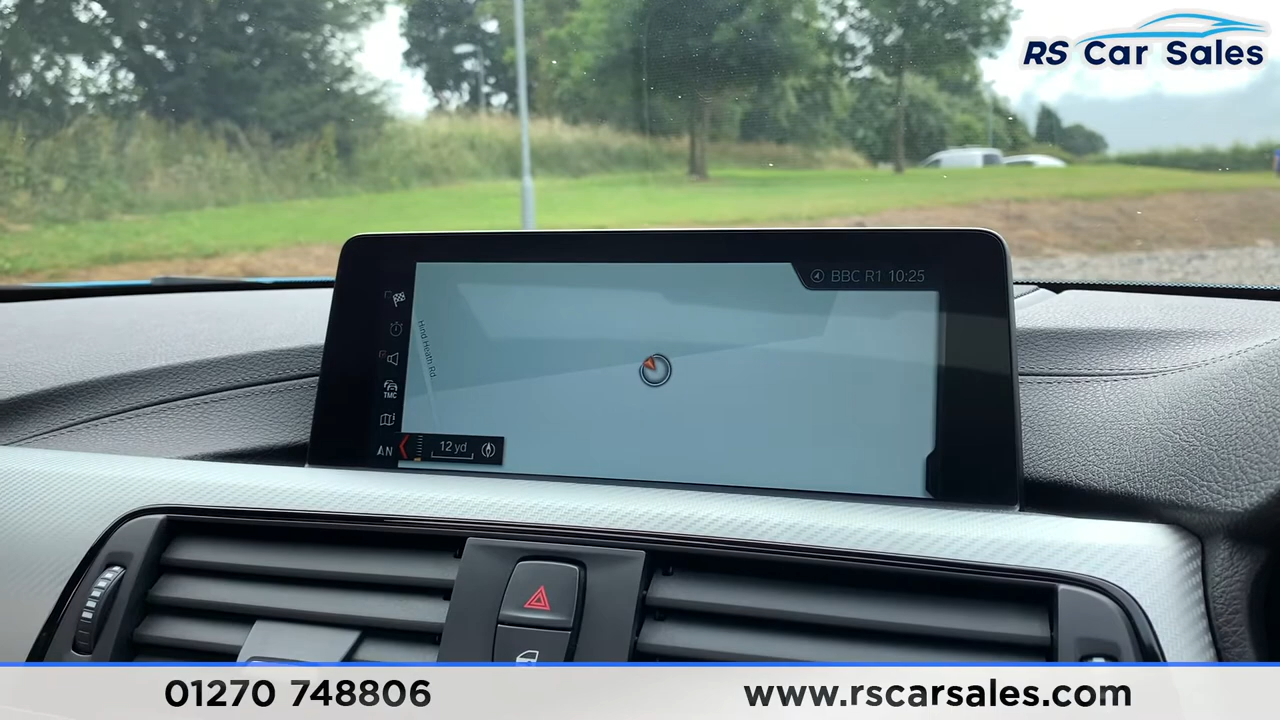 RS Car Sales
BBC R1 10:25
Hind Heath Rd
TMC
N
12 yd
01270 748806
www.rscarsales.com